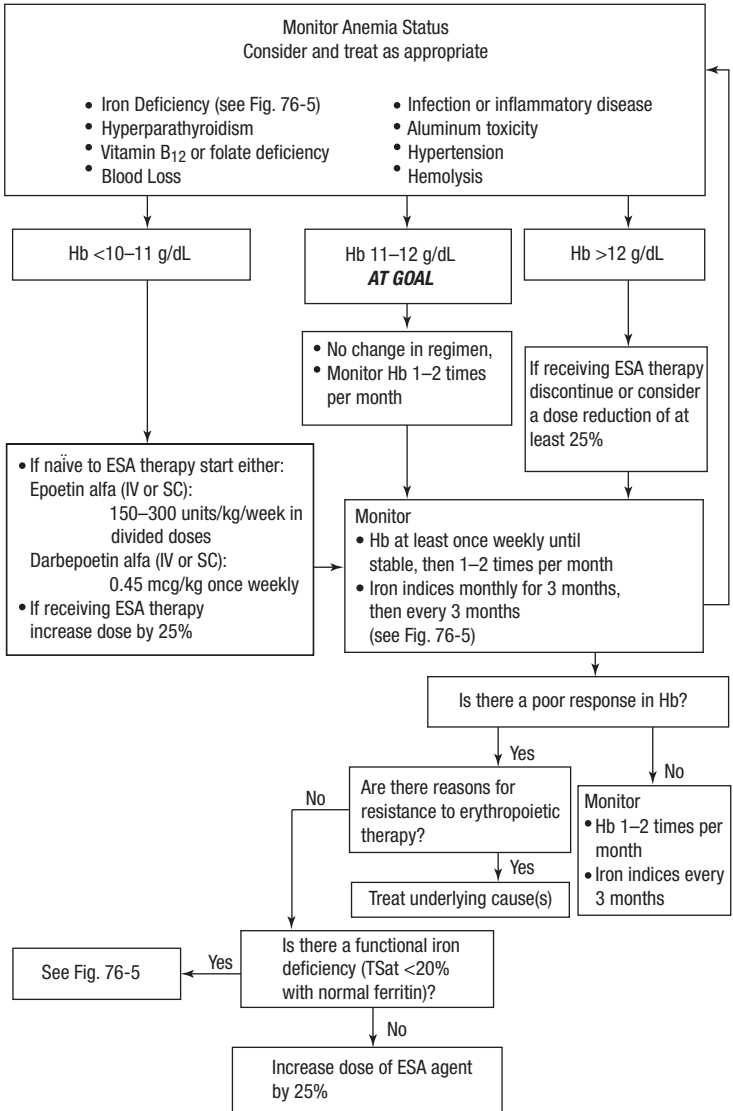 Monitor Anemia Status
Consider and treat as appropriate
• Iron Deficiency (see Fig. 76-5)
• Hyperparathyroidism
• Vitamin B12 or folate deficiency
• Blood Loss
• Infection or inflammatory disease
• Aluminum toxicity
• Hypertension
• Hemolysis
Hb <10–11 g/dL
Hb 11–12 g/dL
AT GOAL
Hb >12 g/dL
• No change in regimen,
• Monitor Hb 1–2 times
per month
If receiving ESA therapy
discontinue or consider
a dose reduction of at
least 25%
• If naïve to ESA therapy start either:
Epoetin alfa (IV or SC):
150–300 units/kg/week in
divided doses
Darbepoetin alfa (IV or SC):
0.45 mcg/kg once weekly
• If receiving ESA therapy
increase dose by 25%
Monitor
• Hb at least once weekly until
stable, then 1–2 times per month
• Iron indices monthly for 3 months,
then every 3 months
(see Fig. 76-5)
Is there a poor response in Hb?
Yes
No
Are there reasons for
resistance to erythropoietic
therapy?
No
Yes
Monitor
• Hb 1–2 times per
month
• Iron indices every
3 months
Treat underlying cause(s)
Is there a functional iron
deficiency (TSat <20%
with normal ferritin)?
Yes
See Fig. 76-5
No
Increase dose of ESA agent
by 25%